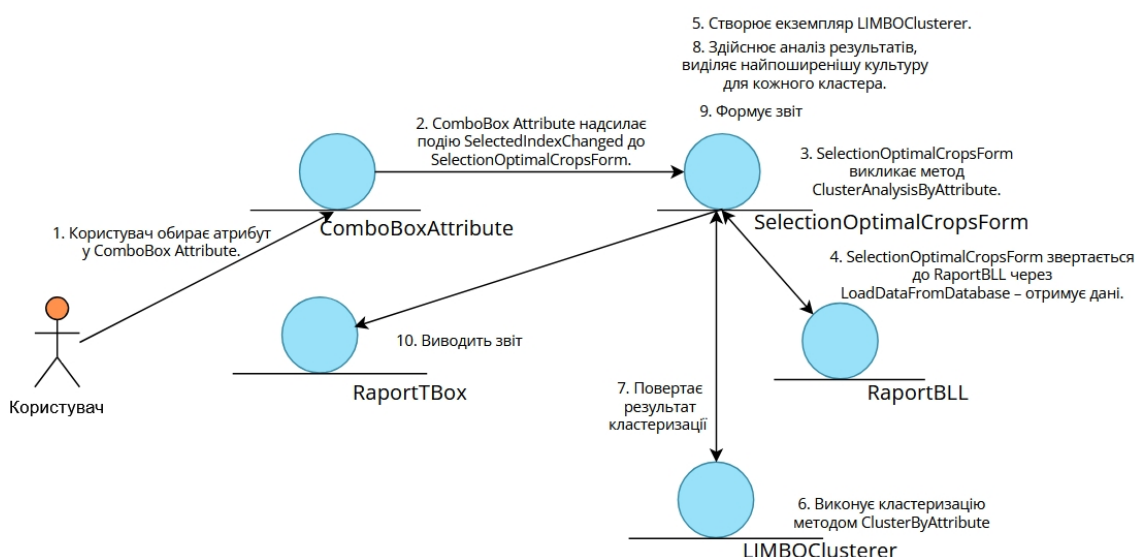 5. Створює екземпляр LIMBOClusterer.
8. Здійснює аналіз результатів,
виділяє найпоширенішу культуру
для кожного кластера.
9. Формує звіт
2. ComboBox Attribute надсилає
подію SelectedIndexChanged до
SelectionOptimalCropsForm.
3. SelectionOptimalCropsForm
викликає метод
ClusterAnalysisByAttribute.
ComboBoxAttribute
SelectionOptimalCropsForm
1. Користувач обирає атрибут
у ComboBox Attribute.
4. SelectionOptimalCropsForm звертається
до RaportBLL через
LoadDataFromDatabase – отримує дані.
10. Виводить звіт
RaportTBox
RaportBLL
Користувач
7. Повертає
результат
кластеризації
6. Виконує кластеризацію
методом ClusterByAttribute
LIMBOClusterer